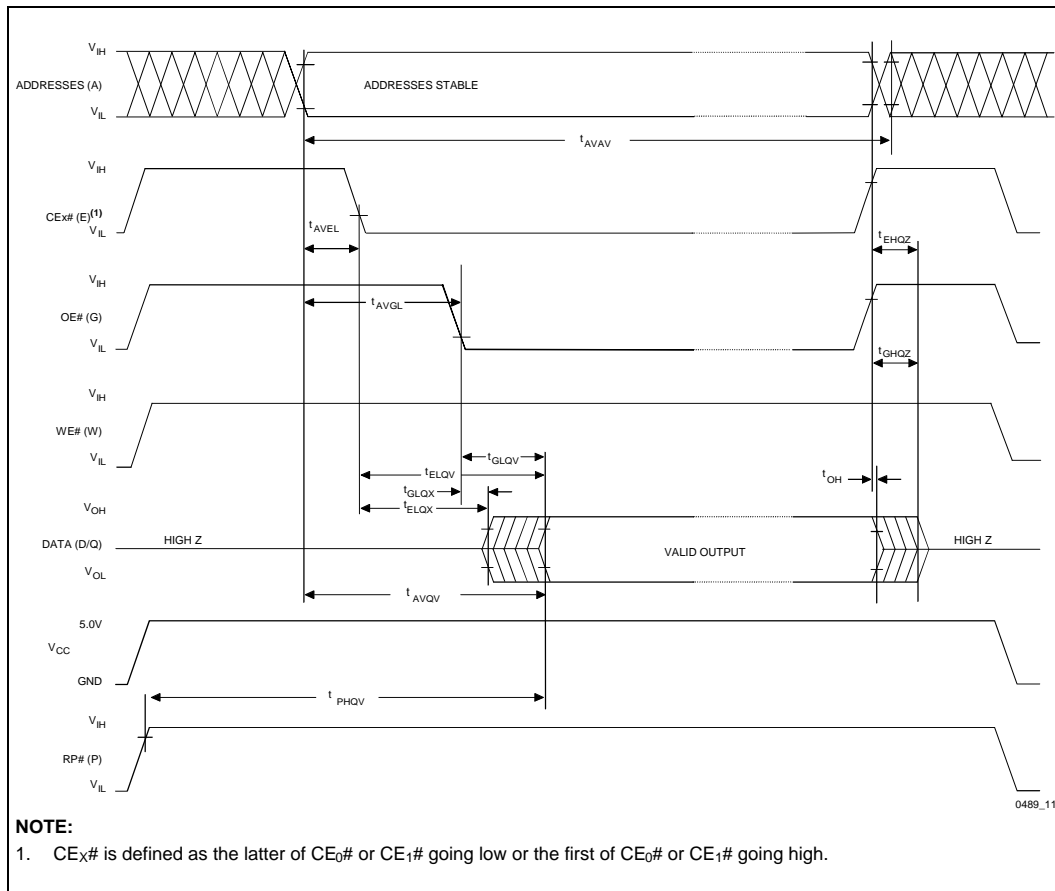 VIH
ADDRESSES (A)
ADDRESSES STABLE
VIL
tAVAV
VIH
CEx# (E)(1)
VIL
tAVEL
tEHQZ
VIH
tAVGL
OE# (G)
VIL
tGHQZ
VIH
WE# (W)
VIL
tGLQV
tELQV
tOH
tGLQX
tELQX
VOH
HIGH Z
DATA (D/Q)
VALID OUTPUT
HIGH Z
VOL
tAVQV
5.0V
VCC
GND
t PHQV
VIH
RP# (P)
VIL
0489_11
NOTE:
1. CEX# is defined as the latter of CE0# or CE1# going low or the first of CE0# or CE1# going high.